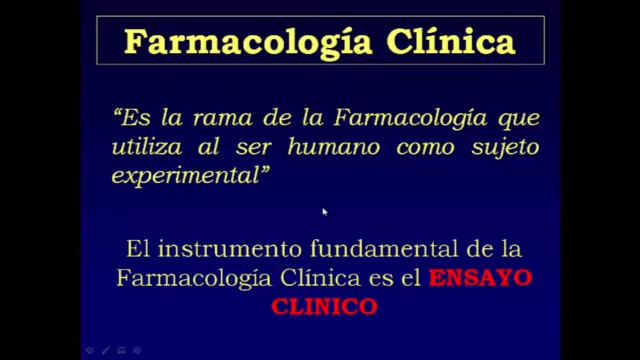 Farmacología Clínica
“Es la rama de la Farmacología que
utiliza al ser humano como sujeto
experimental”
El instrumento fundamental de la
Farmacología Clínica es el ENSAYO
CLINICO